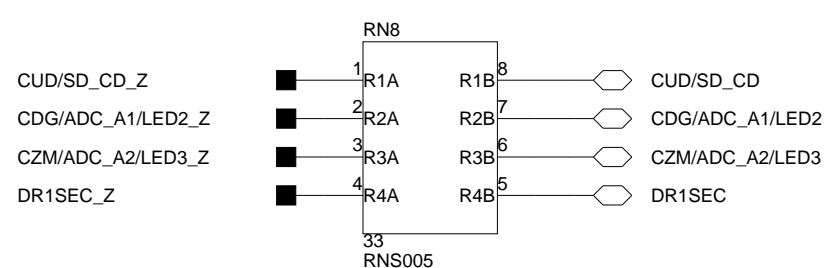 RN8
CUD/SD_CD_Z 1 R1A R1B 8 CUD/SD_CD
CDG/ADC_A1/LED2_Z 2 R2A R2B 7 CDG/ADC_A1/LED2
CZM/ADC_A2/LED3_Z 3 R3A R3B 6 CZM/ADC_A2/LED3
DR1SEC_Z 4 R4A R4B 5 DR1SEC
33
RNS005